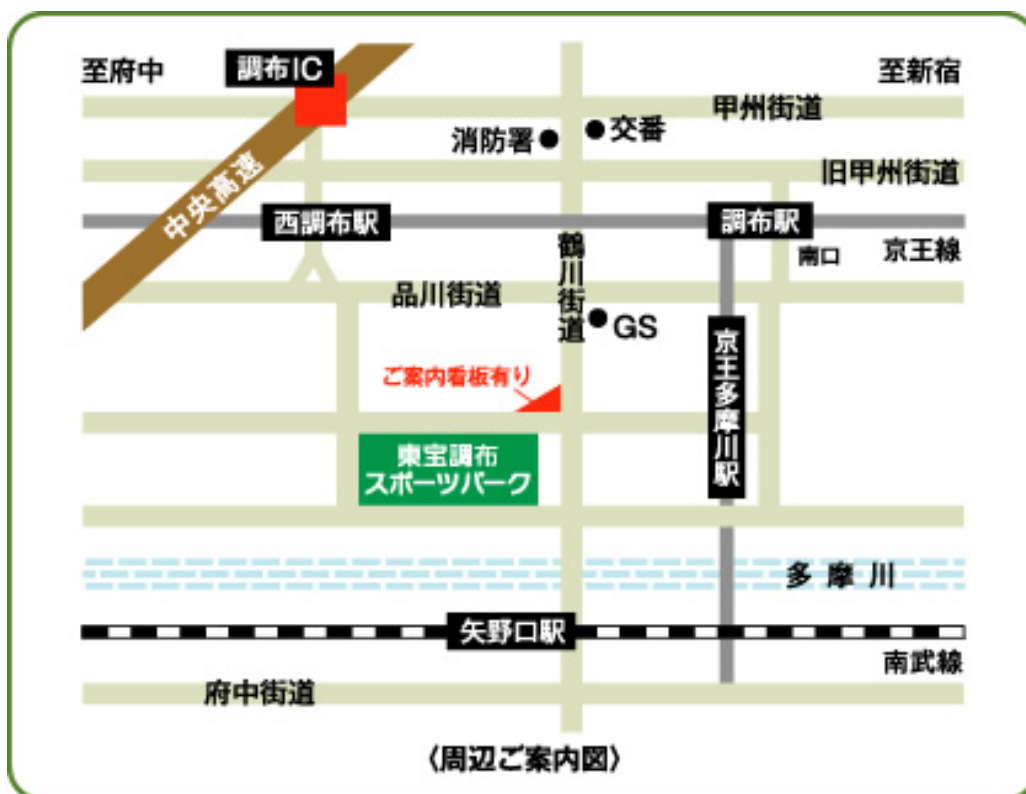 至府中
調布IC
至新宿
甲州街道
消防署
交番
旧甲州街道
中央高速
西調布駅
調布駅
南口
京王線
鶴川街道
品川街道
GS
京王多摩川駅
ご案内看板有り
東宝調布
スポーツパーク
多摩川
矢野口駅
南武線
府中街道
〈周辺ご案内図〉